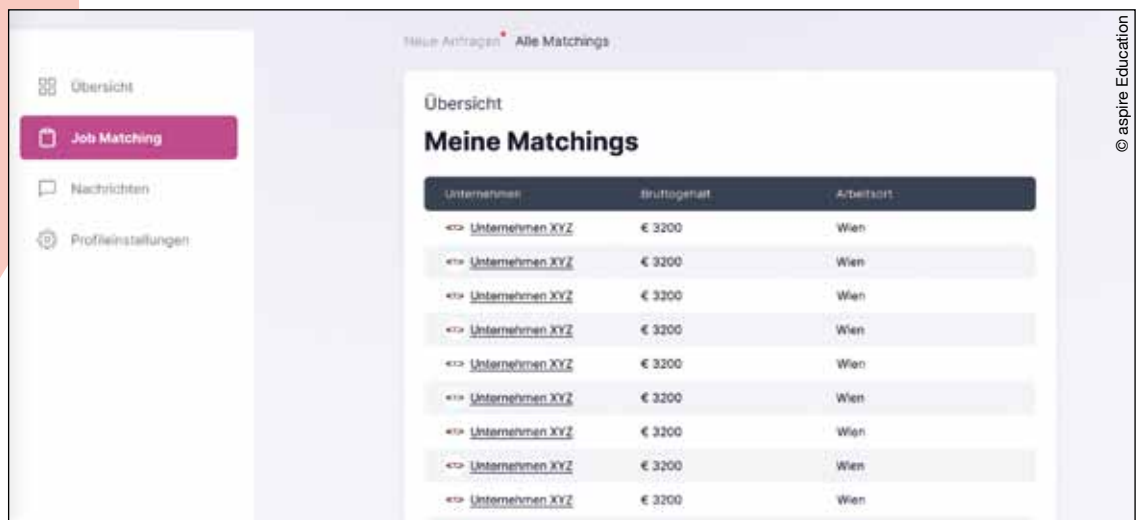 Neue Anfragen Alle Matchings
© aspire Education
Übersicht
Job Matching
Nachrichten
Profileinstellungen
Übersicht
Meine Matchings
Unternehmen Bruttogehalt Arbeitsort
Unternehmen XYZ € 3200 Wien
Unternehmen XYZ € 3200 Wien
Unternehmen XYZ € 3200 Wien
Unternehmen XYZ € 3200 Wien
Unternehmen XYZ € 3200 Wien
Unternehmen XYZ € 3200 Wien
Unternehmen XYZ € 3200 Wien
Unternehmen XYZ € 3200 Wien
Unternehmen XYZ € 3200 Wien